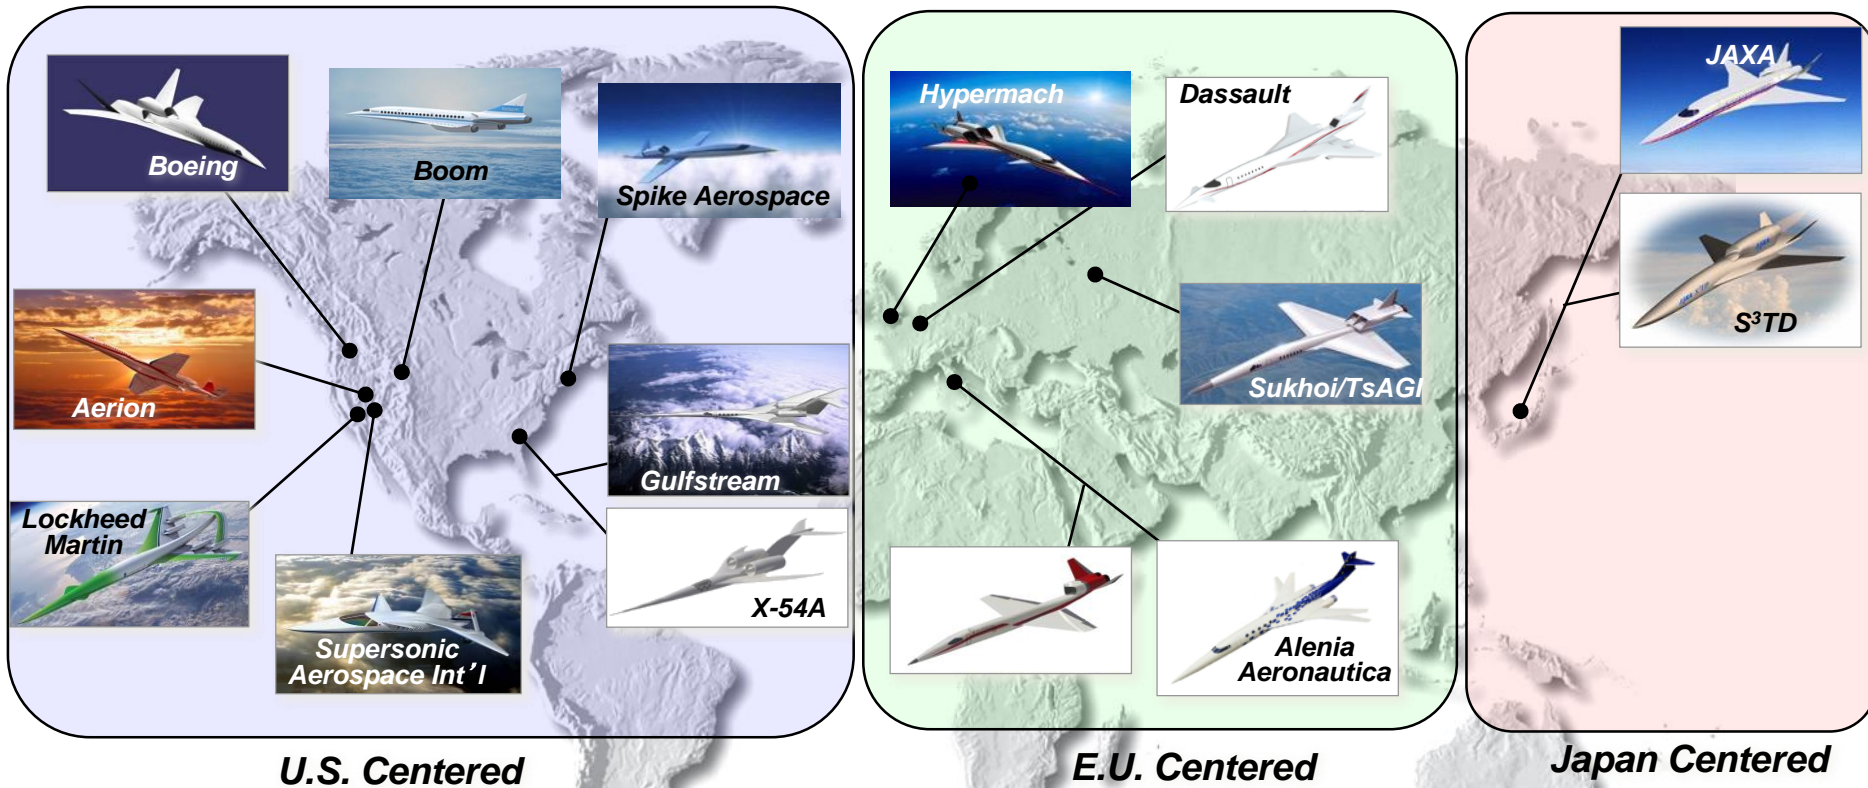 Boeing
Boom
Spike Aerospace
Aerion
Gulfstream
Lockheed
Martin
Supersonic
Aerospace Int'l
X-54A
U.S. Centered
Hypermach
Dassault
Sukhoi/TsAGI
Alenia
Aeronautica
E.U. Centered
JAXA
S³TD
Japan Centered